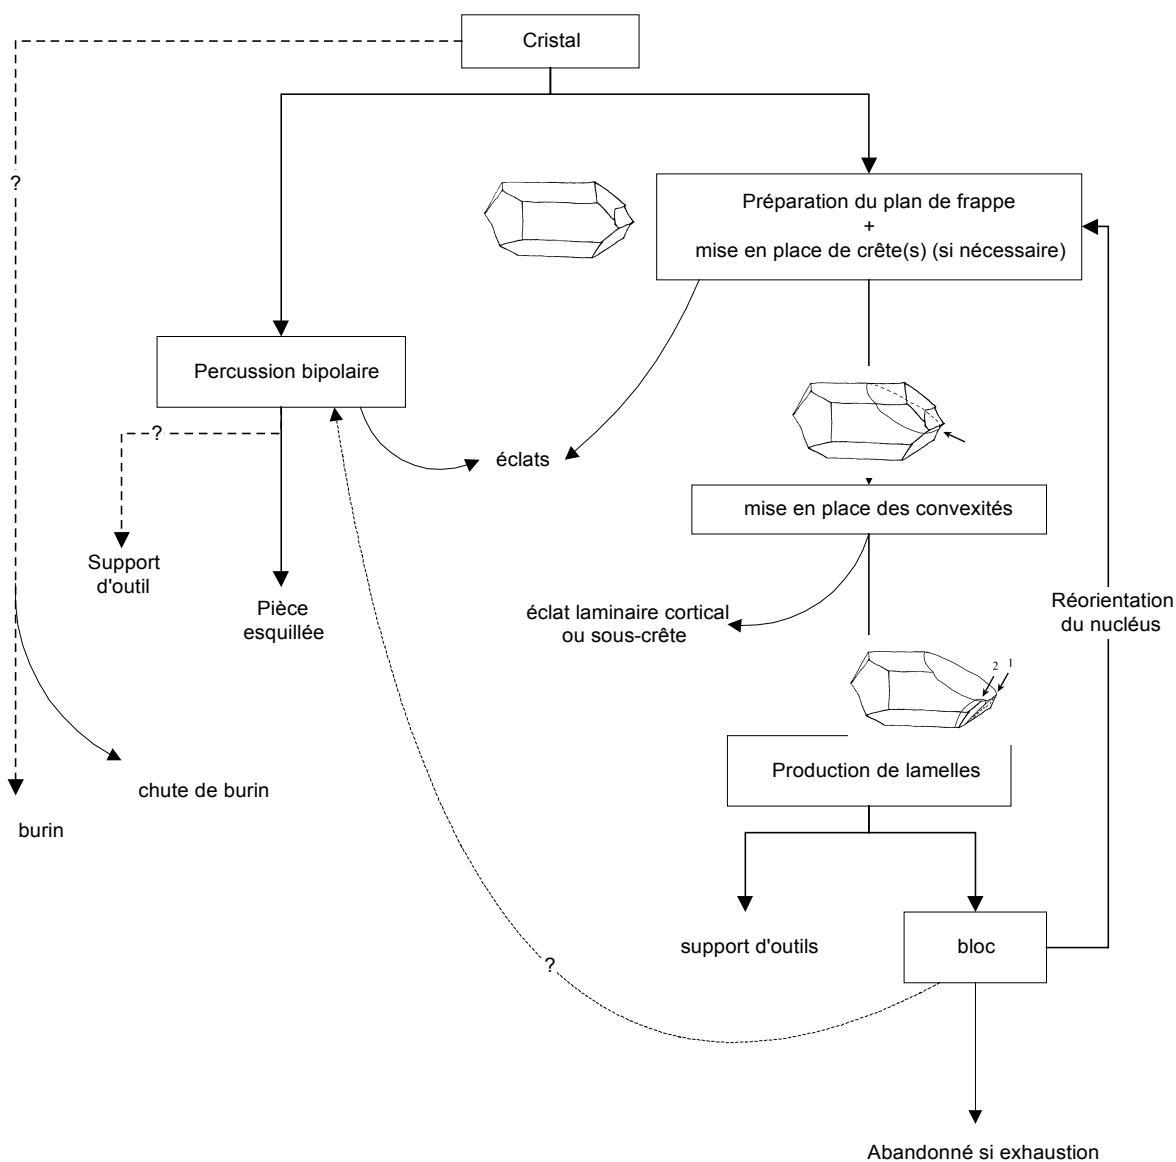 Cristal
?
Préparation du plan de frappe
+
mise en place de crête(s) (si nécessaire)
Percussion bipolaire
?
éclats
mise en place des convexités
Support
d'outil
Pièce
esquillée
éclat laminaire cortical
ou sous-crête
Réorientation
du nucléus
2 1
Production de lamelles
chute de burin
burin
support d'outils
bloc
?
Abandonné si exhaustion